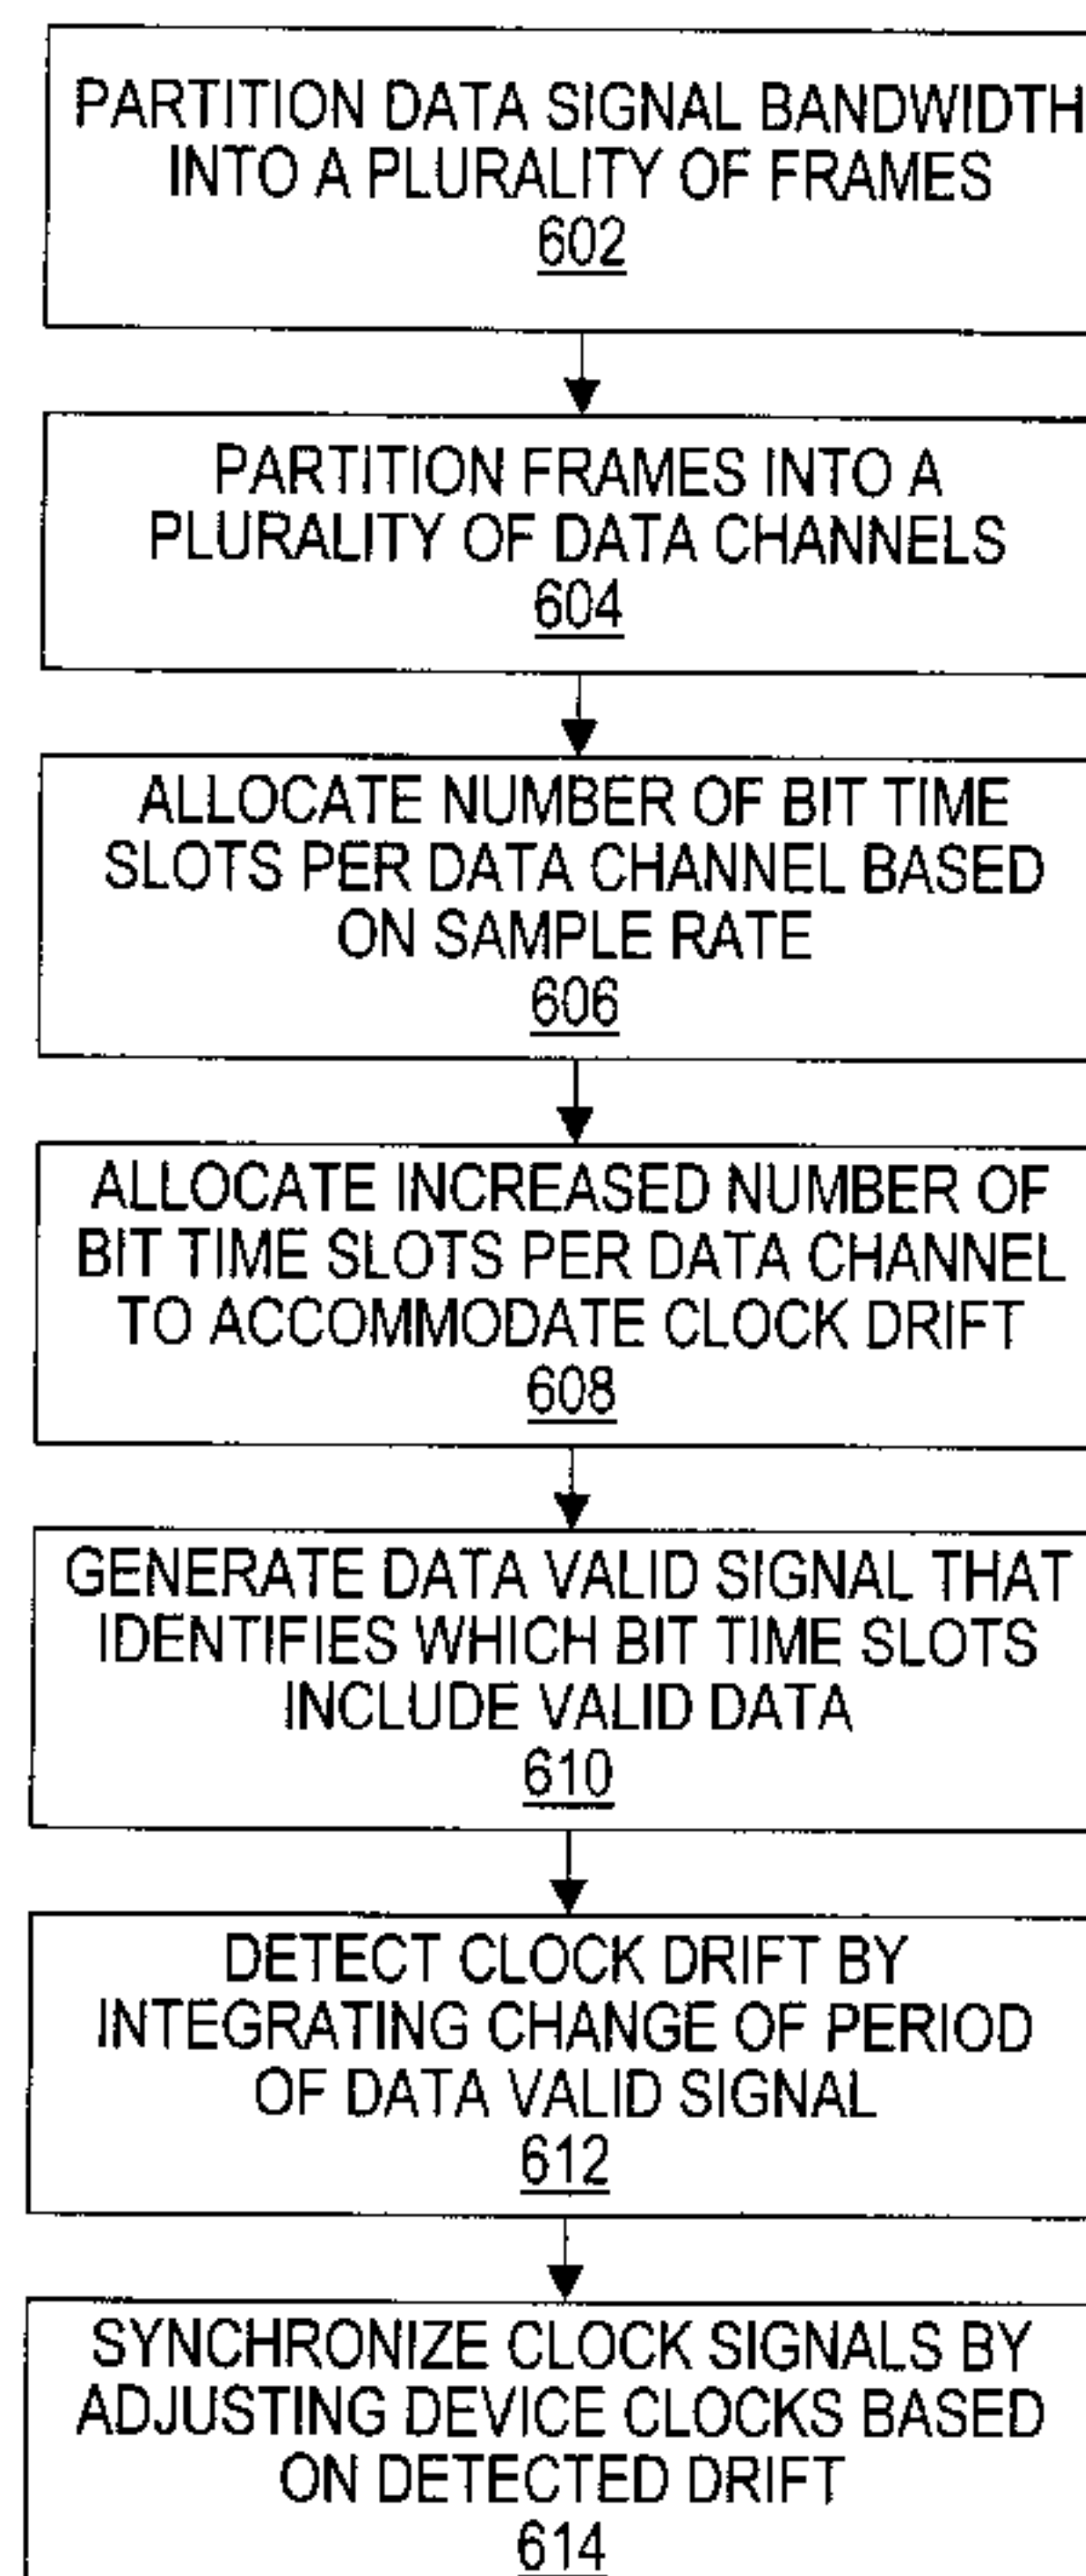 PARTITION DATA SIGNAL BANDWIDTH
INTO A PLURALITY OF FRAMES
602
PARTITION FRAMES INTO A
PLURALITY OF DATA CHANNELS
604
ALLOCATE NUMBER OF BIT TIME
SLOTS PER DATA CHANNEL BASED
ON SAMPLE RATE
606
ALLOCATE INCREASED NUMBER OF
BIT TIME SLOTS PER DATA CHANNEL
TO ACCOMMODATE CLOCK DRIFT
608
GENERATE DATA VALID SIGNAL THAT
IDENTIFIES WHICH BIT TIME SLOTS
INCLUDE VALID DATA
610
DETECT CLOCK DRIFT BY
INTEGRATING CHANGE OF PERIOD
OF DATA VALID SIGNAL
612
SYNCHRONIZE CLOCK SIGNALS BY
ADJUSTING DEVICE CLOCKS BASED
ON DETECTED DRIFT
614